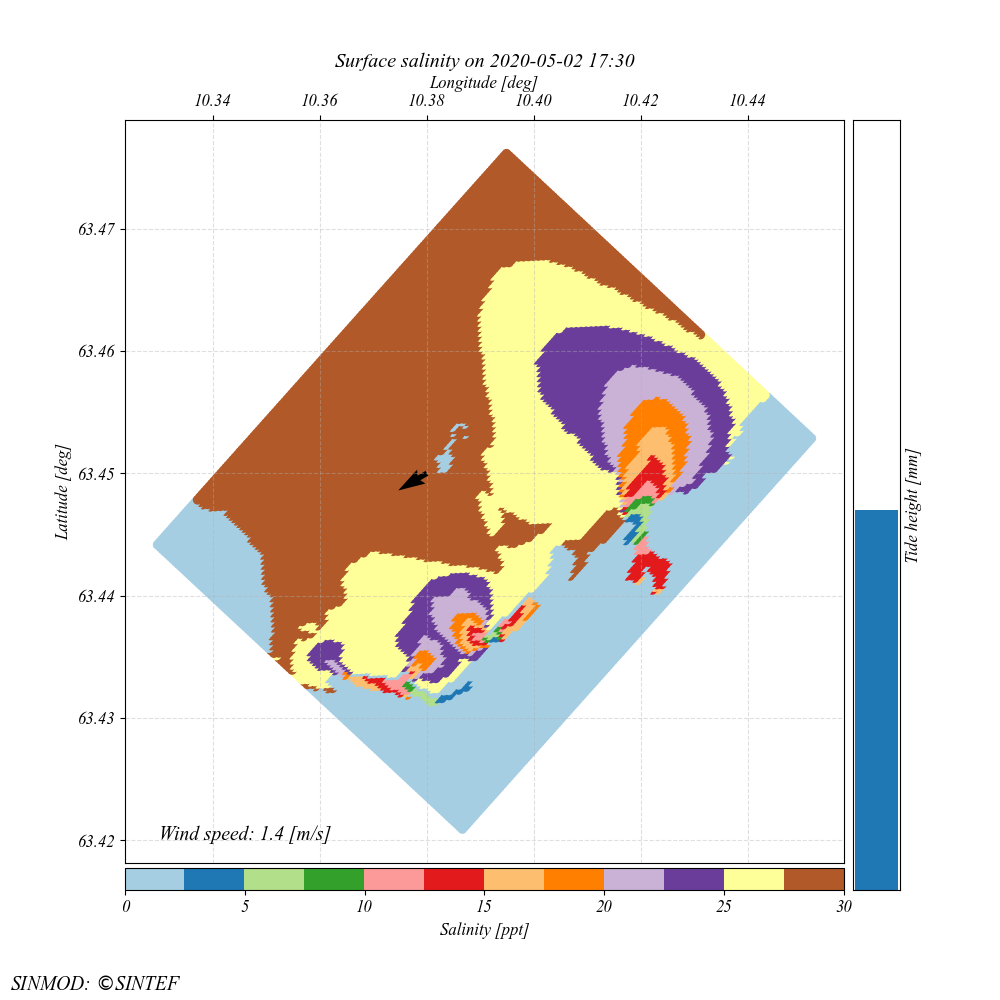 Surface salinity on 2020-05-02 17:30
Longitude [deg]
10.34 10.36 10.38 10.40 10.42 10.44
63.47
63.46
63.45
63.44
63.43
63.42
Latitude [deg]
Tide height [mm]
Wind speed: 1.4 [m/s]
0 5 10 15 20 25 30
Salinity [ppt]
SINMOD: ©SINTEF